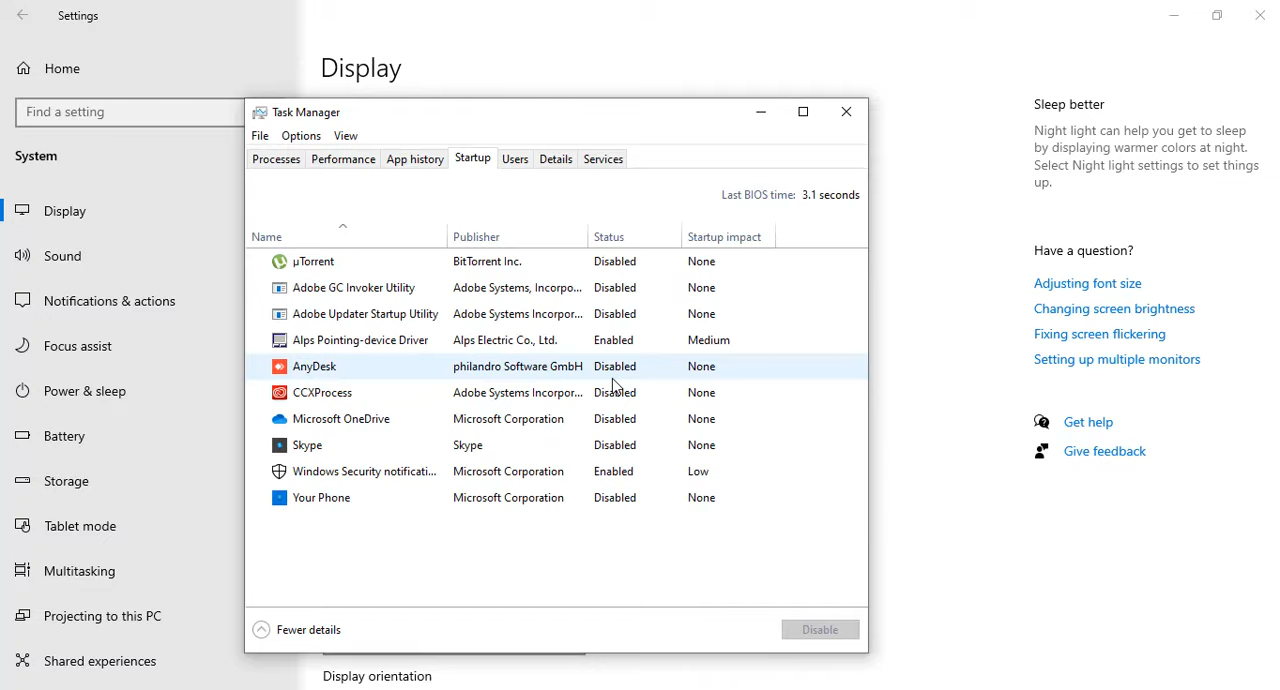 Settings
Home
Find a setting
System
Display
Sound
Notifications & actions
Focus assist
Power & sleep
Battery
Storage
Tablet mode
Multitasking
Projecting to this PC
Shared experiences
Display
Task Manager
File Options View
Processes Performance App history Startup Users Details Services
Last BIOS time: 3.1 seconds
Name Publisher Status Startup impact
µTorrent BitTorrent Inc. Disabled None
Adobe GC Invoker Utility Adobe Systems, Incorpo... Disabled None
Adobe Updater Startup Utility Adobe Systems Incorpor... Disabled None
Alps Pointing-device Driver Alps Electric Co., Ltd. Enabled Medium
AnyDesk philandro Software GmbH Disabled None
CCXProcess Adobe Systems Incorpor... Disabled None
Microsoft OneDrive Microsoft Corporation Disabled None
Skype Skype Disabled None
Windows Security notificati... Microsoft Corporation Enabled Low
Your Phone Microsoft Corporation Disabled None
Fewer details Disable
Display orientation
Sleep better
Night light can help you get to sleep
by displaying warmer colors at night.
Select Night light settings to set things
up.
Have a question?
Adjusting font size
Changing screen brightness
Fixing screen flickering
Setting up multiple monitors
Get help
Give feedback